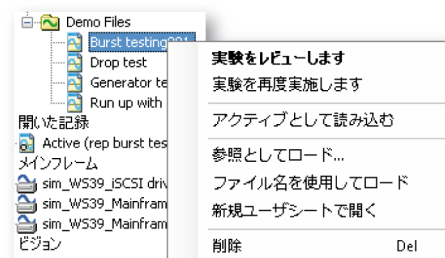 Demo Files
Burst testing001
Drop test
Generator te
Run up with
開いた記録
Active (rep burst tes
メインフレーム
sim_WS39_iSCSI driv
sim_WS39_Mainfram
sim_WS39_Mainfram
ビジョン
実験をレビューします
実験を再度実施します
アクティブとして読み込む
参照としてロード...
ファイル名を使用してロード
新規ユーザシートで開く
削除 Del